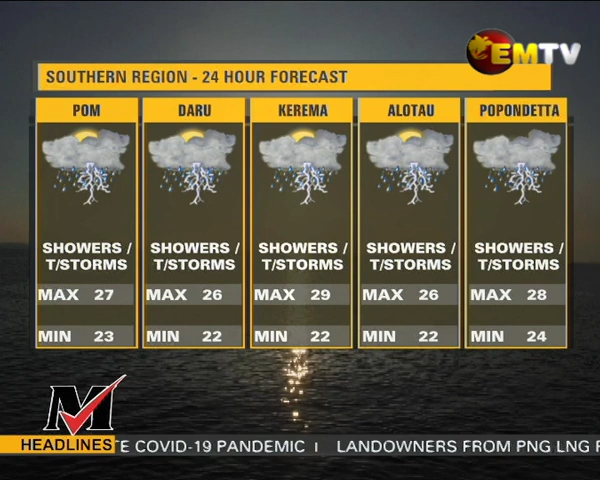 EMTV
SOUTHERN REGION - 24 HOUR FORECAST
POM
SHOWERS /
T/STORMS
MAX 27
MIN 23
DARU
SHOWERS /
T/STORMS
MAX 26
MIN 22
KEREMA
SHOWERS /
T/STORMS
MAX 29
MIN 22
ALOTAU
SHOWERS /
T/STORMS
MAX 26
MIN 22
POPONDETTA
SHOWERS /
T/STORMS
MAX 28
MIN 24
M
HEADLINES
E COVID-19 PANDEMIC | LANDOWNERS FROM PNG LNG